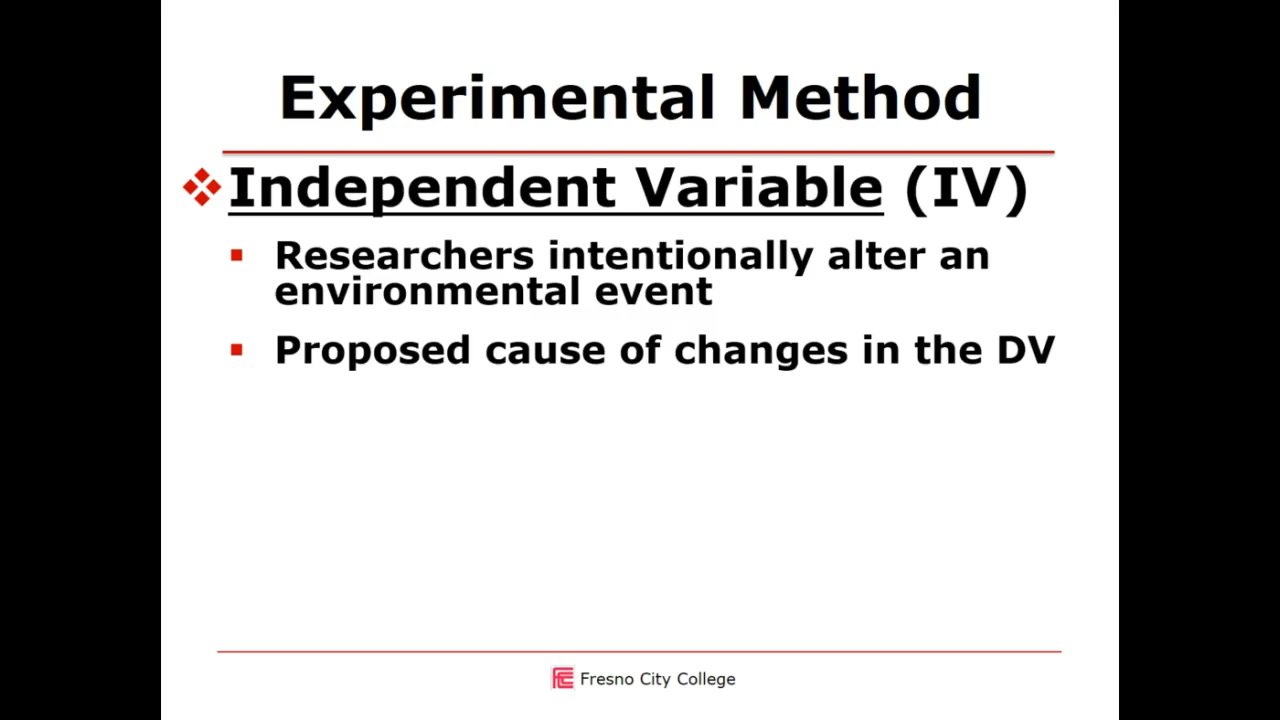 Experimental Method
Independent Variable (IV)
Researchers intentionally alter an
environmental event
Proposed cause of changes in the DV
Fresno City College